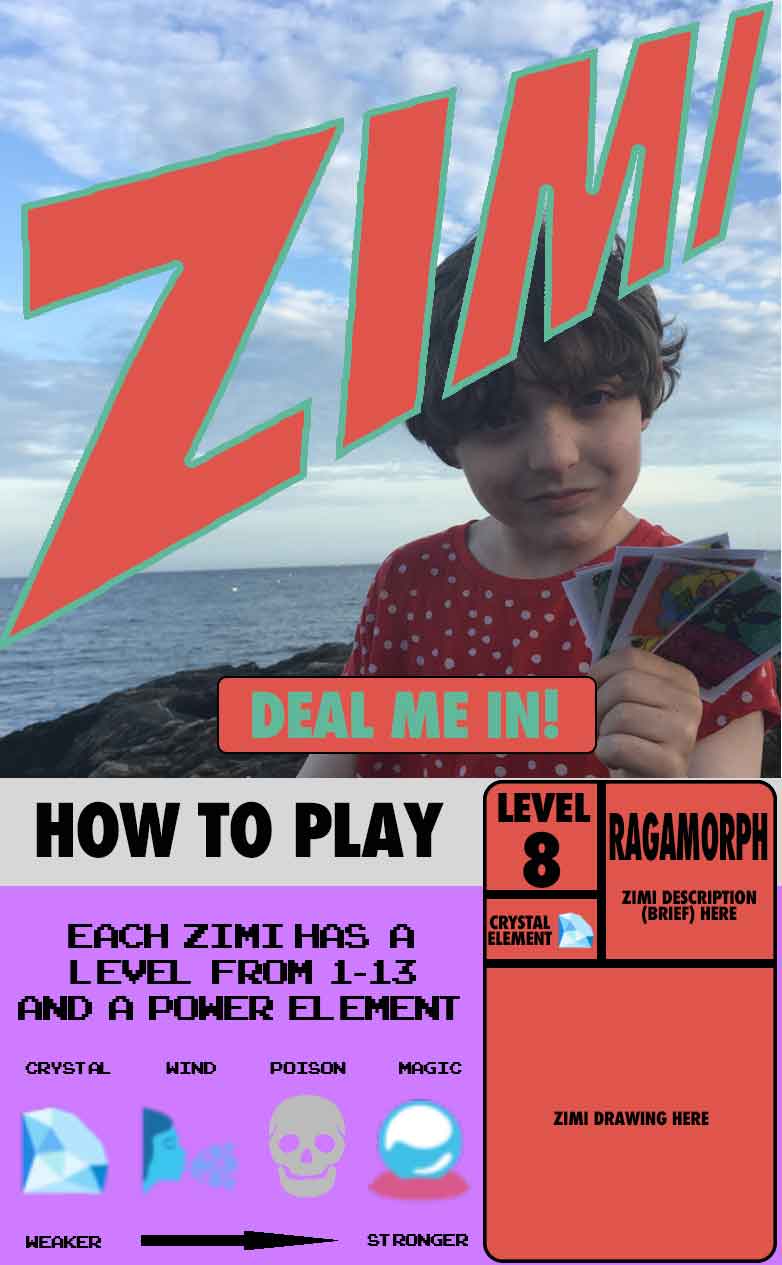 ZIMI
DEAL ME IN!
HOW TO PLAY
EACH ZIMI HAS A
LEVEL FROM 1-13
AND A POWER ELEMENT
CRYSTAL WIND POISON MAGIC
WEAKER STRONGER
LEVEL
8
RAGAMORPH
ZIMI DESCRIPTION
(BRIEF) HERE
CRYSTAL
ELEMENT
ZIMI DRAWING HERE